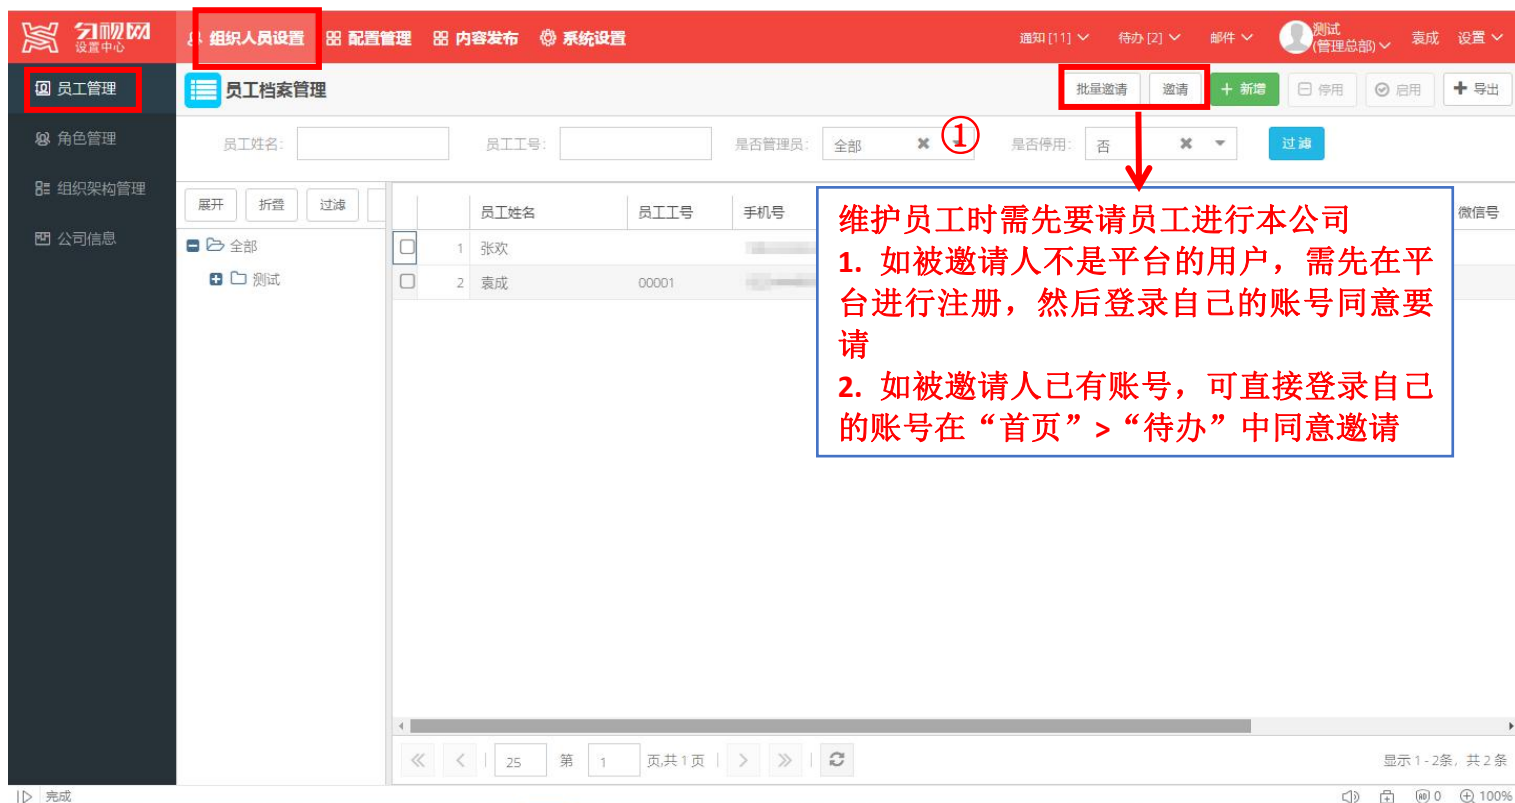 匀视网
设置中心
组织人员设置 配置管理 内容发布 系统设置
通知[11] 待办[2] 邮件 测试
(管理总部) 袁成 设置
员工管理
角色管理
组织架构管理
公司信息
员工档案管理
批量邀请 邀请 + 新增 停用 启用 + 导出
员工姓名: 员工工号: 是否管理员: 全部 ① 是否停用: 否 过滤
展开 折叠 过滤
全部
测试
员工姓名 员工工号 手机号 微信号
1 张欢
2 袁成 00001
维护员工时需先要请员工进行本公司
1. 如被邀请人不是平台的用户，需先在平
台进行注册，然后登录自己的账号同意要
请
2. 如被邀请人已有账号，可直接登录自己
的账号在“首页”>“待办”中同意邀请
25 第 1 页,共1页
显示 1 - 2条, 共 2 条
完成
0 100%